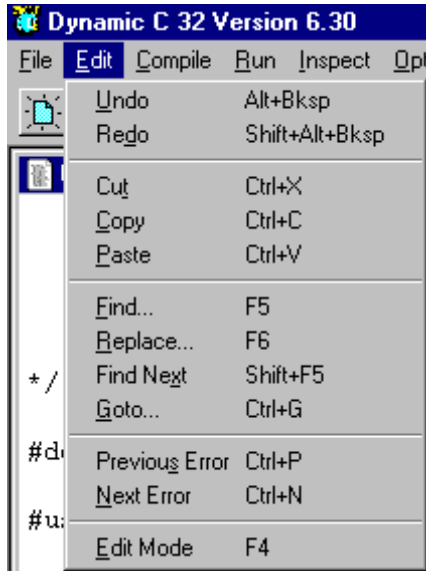 Dynamic C 32 Version 6.30
File Edit Compile Run Inspect
Undo Alt+Bksp
Redo Shift+Alt+Bksp
Cut Ctrl+X
Copy Ctrl+C
Paste Ctrl+V
Find... F5
Replace... F6
Find Next Shift+F5
*/
Goto... Ctrl+G
Previous Error Ctrl+P
Next Error Ctrl+N
Edit Mode F4